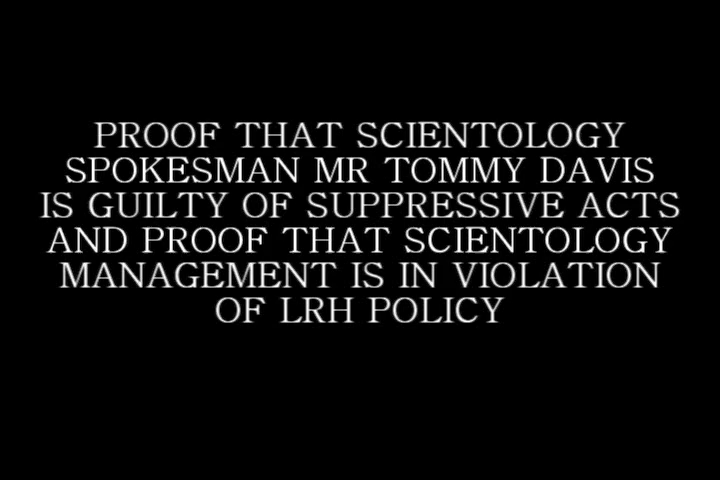 PROOF THAT SCIENTOLOGY
SPOKESMAN MR TOMMY DAVIS
IS GUILTY OF SUPPRESSIVE ACTS
AND PROOF THAT SCIENTOLOGY
MANAGEMENT IS IN VIOLATION
OF LRH POLICY